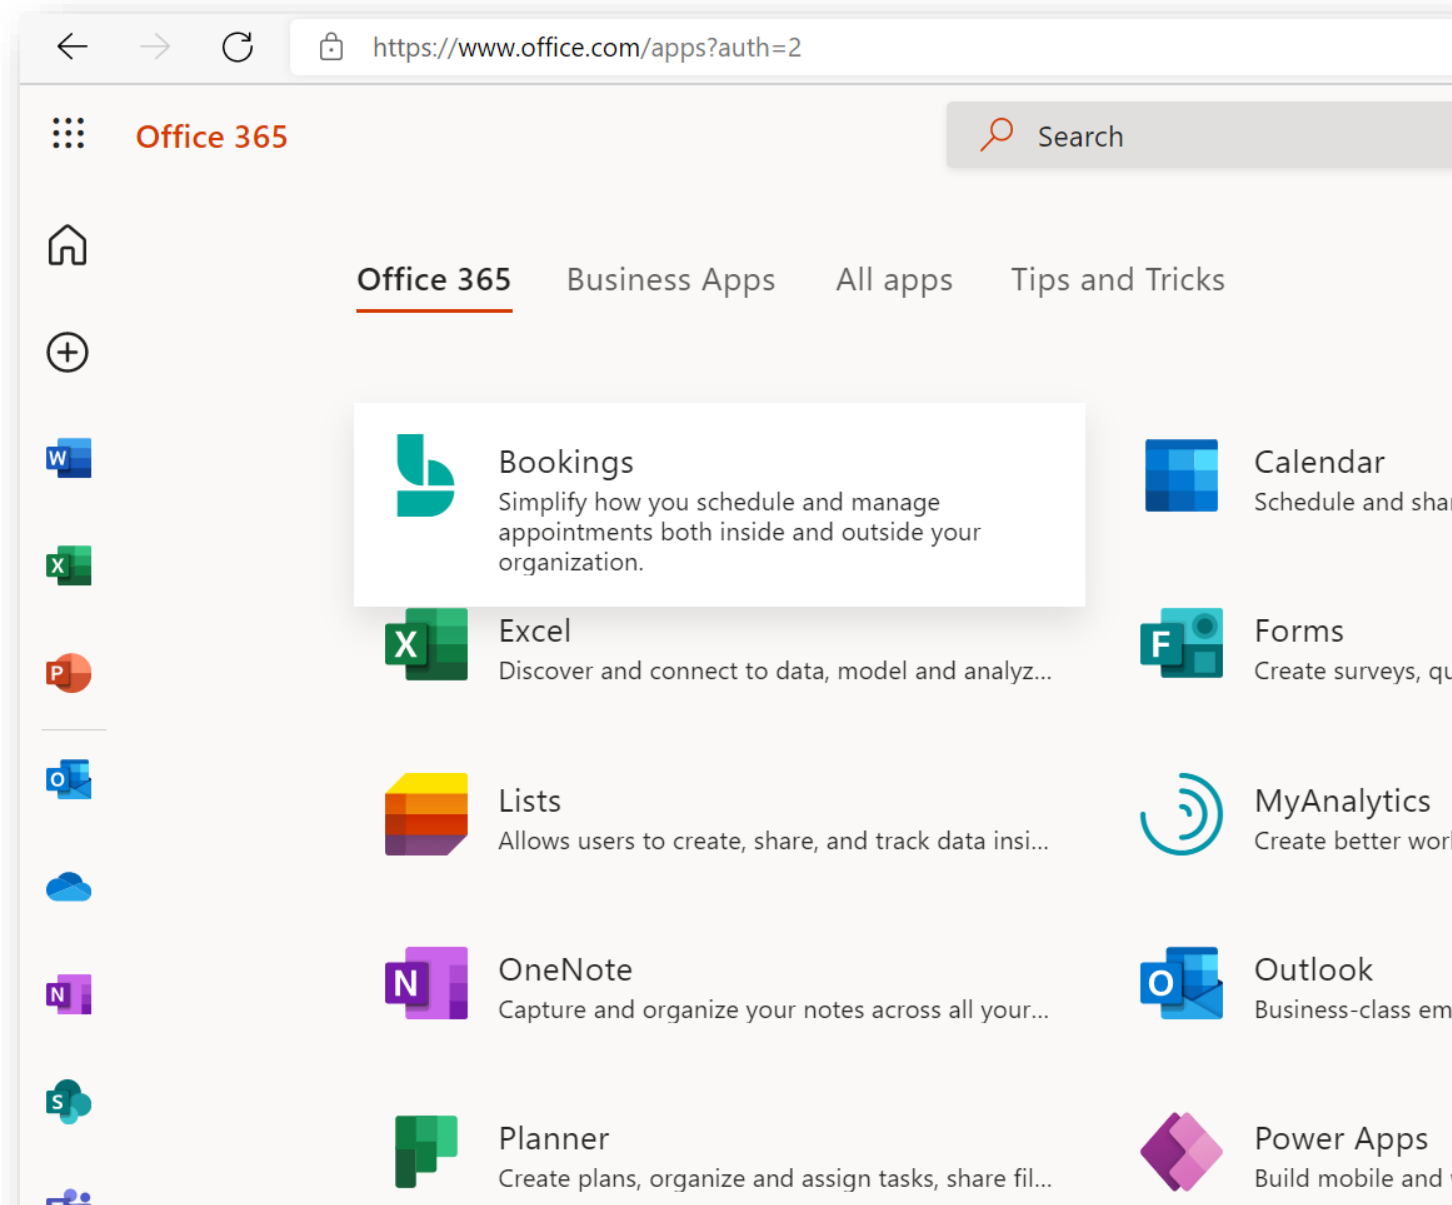 https://www.office.com/apps?auth=2
Office 365
Search
Office 365 Business Apps All apps Tips and Tricks
Bookings
Simplify how you schedule and manage
appointments both inside and outside your
organization.
Calendar
Schedule and
W
X
Excel
Discover and connect to data, model and analyz...
F
Forms
Create surveys,
X
P
Lists
Allows users to create, share, and track data insi...
MyAnalytics
Create better
O
N
OneNote
Capture and organize your notes across all your...
O
Outlook
Business-class
N
S
Planner
Create plans, organize and assign tasks, share fil...
Power Apps
Build mobile and